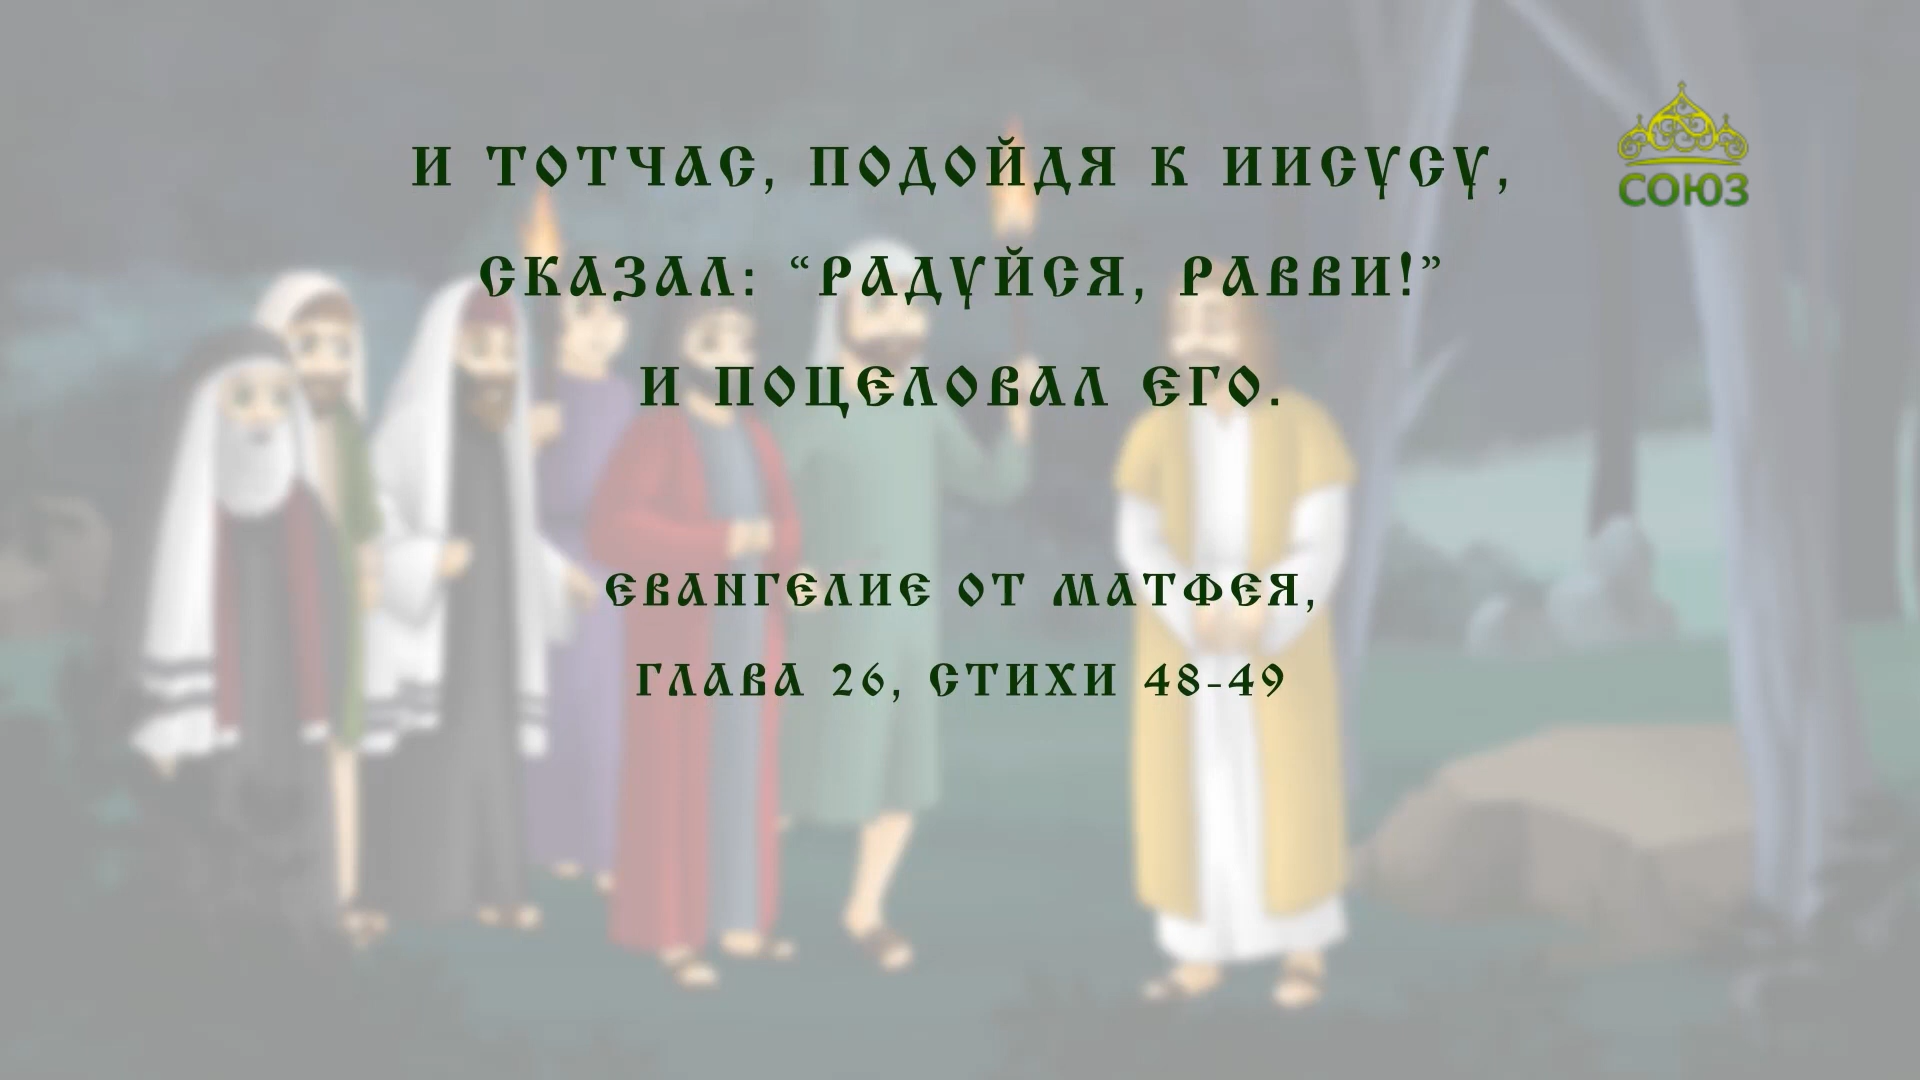 И ТОТЧАС, ПОДОЙДЯ К ИИСУСУ,
СКАЗАЛ: “РАДУЙСЯ, РАВВИ!”
И ПОЦЕЛОВАЛ ЕГО.
ЕВАНГЕЛИЕ ОТ МАТФЕЯ,
ГЛАВА 26, СТИХИ 48-49
СОЮЗ